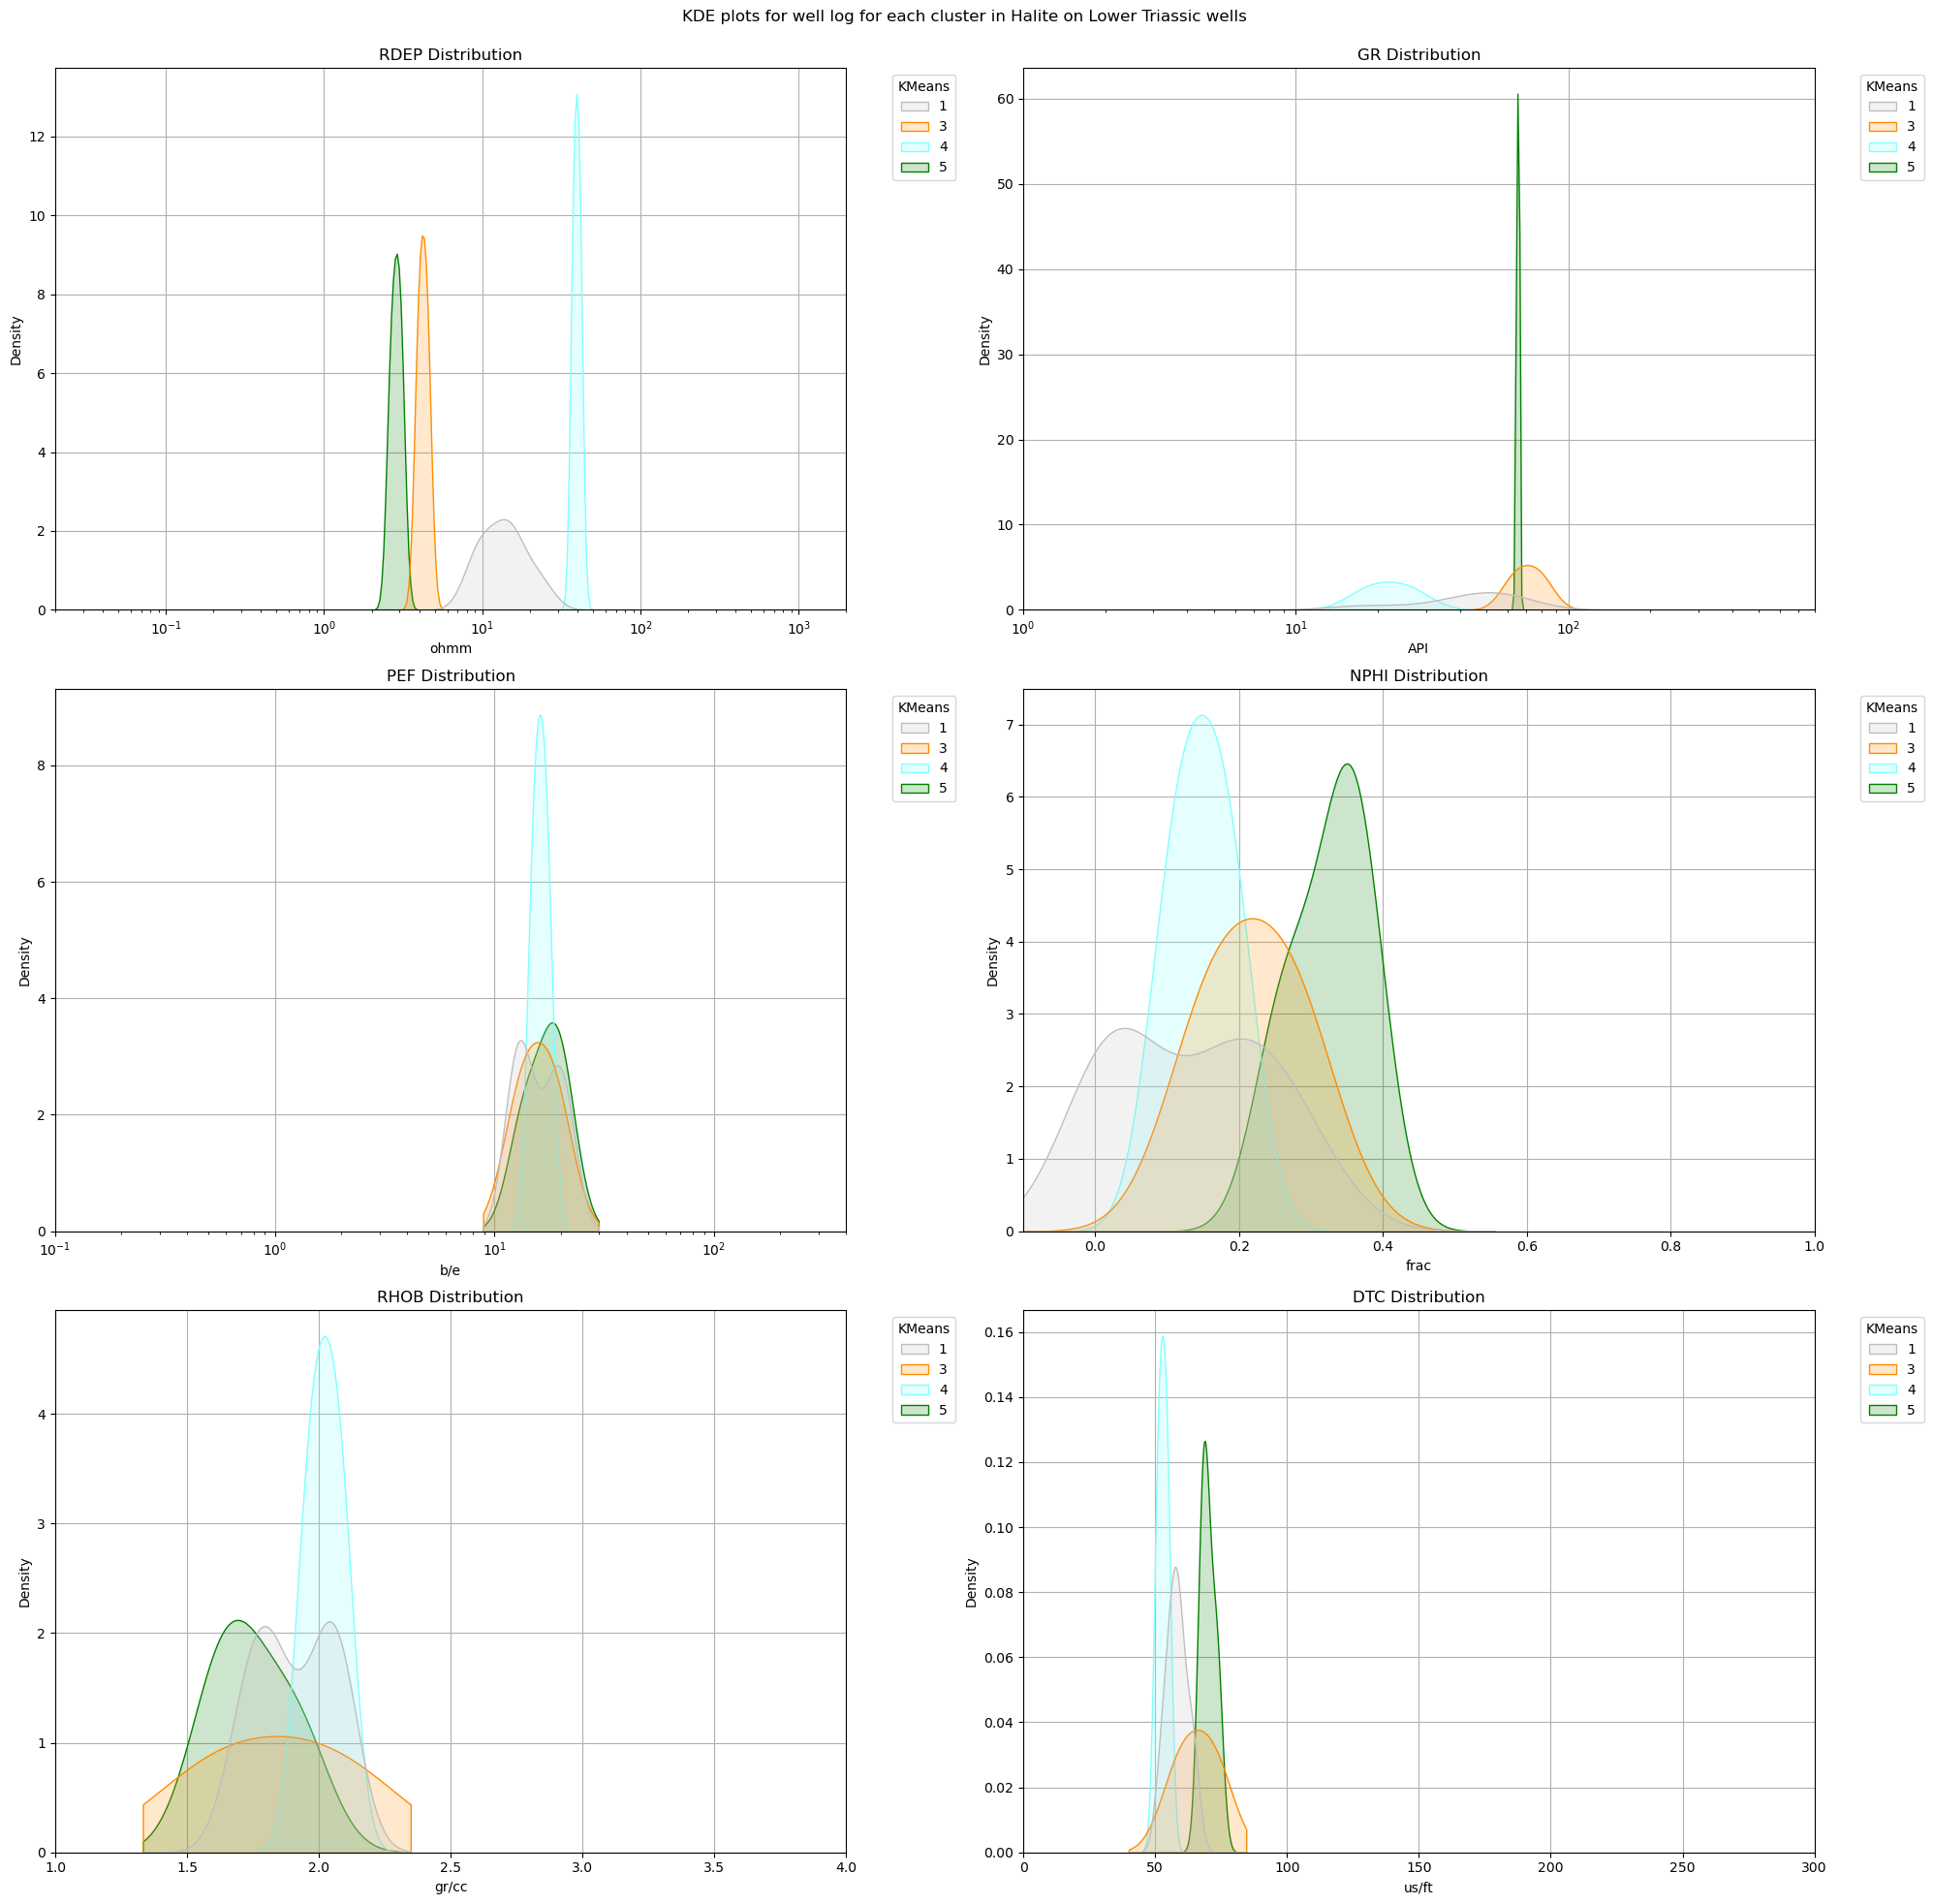 KDE plots for well log for each cluster in Halite on Lower Triassic wells
RDEP Distribution
Density
12
10
8
6
4
2
0
10⁻¹ 10⁰ 10¹ 10² 10³
ohmm
KMeans
1
3
4
5
GR Distribution
Density
60
50
40
30
20
10
0
10⁰ 10¹ 10²
API
KMeans
1
3
4
5
PEF Distribution
Density
8
6
4
2
0
10⁻¹ 10⁰ 10¹ 10²
b/e
KMeans
1
3
4
5
NPHI Distribution
Density
7
6
5
4
3
2
1
0
0.0 0.2 0.4 0.6 0.8 1.0
frac
KMeans
1
3
4
5
RHOB Distribution
Density
4
3
2
1
0
1.0 1.5 2.0 2.5 3.0 3.5 4.0
gr/cc
KMeans
1
3
4
5
DTC Distribution
Density
0.16
0.14
0.12
0.10
0.08
0.06
0.04
0.02
0.00
0 50 100 150 200 250 300
us/ft
KMeans
1
3
4
5